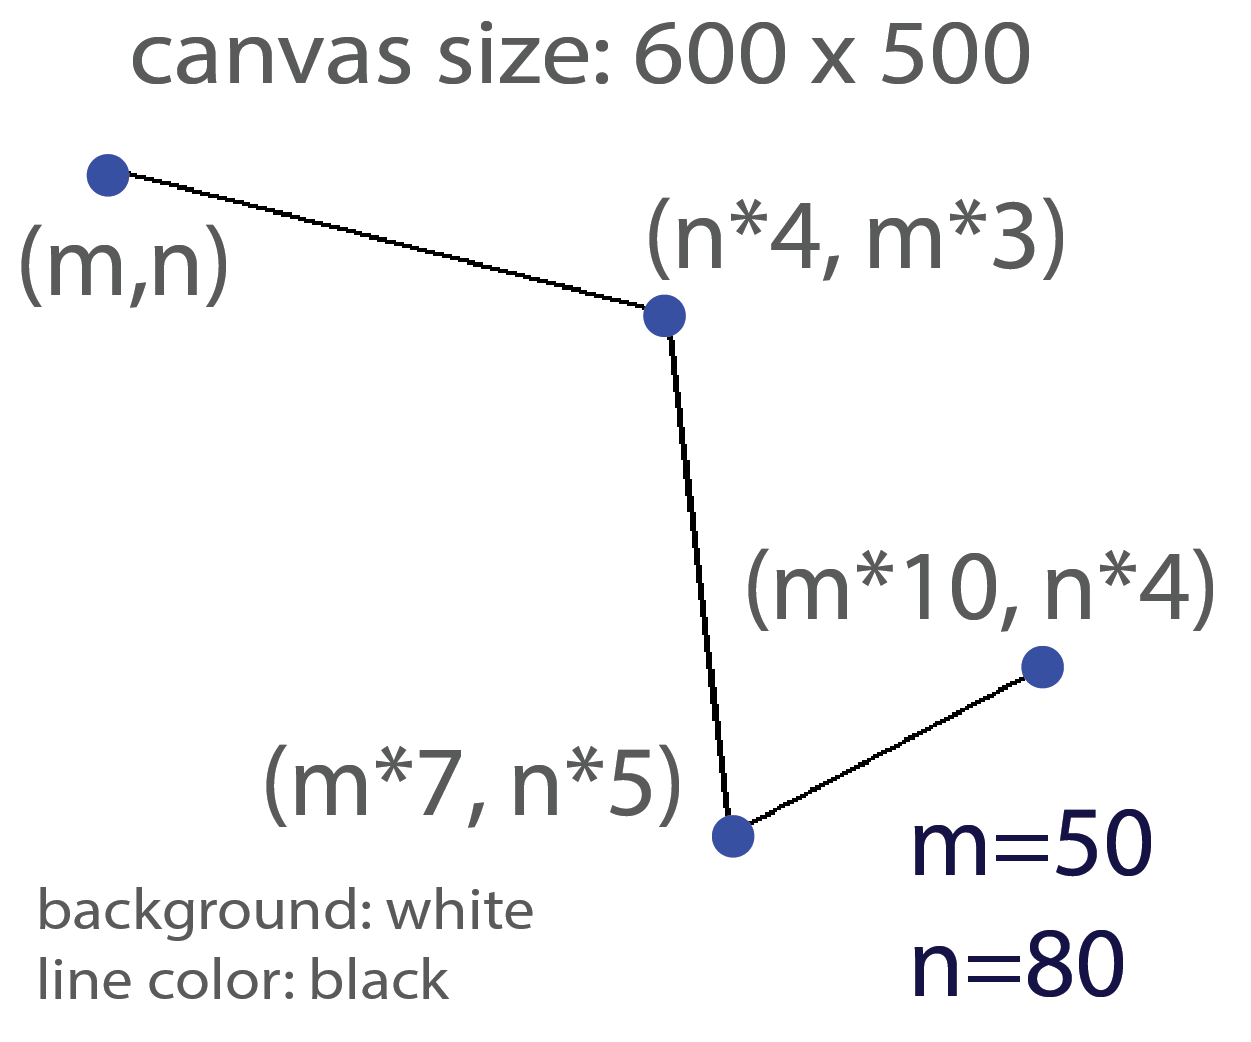 canvas size: 600 x 500
(m,n)
(n*4, m*3)
(m*10, n*4)
(m*7, n*5)
m=50
n=80
background: white
line color: black